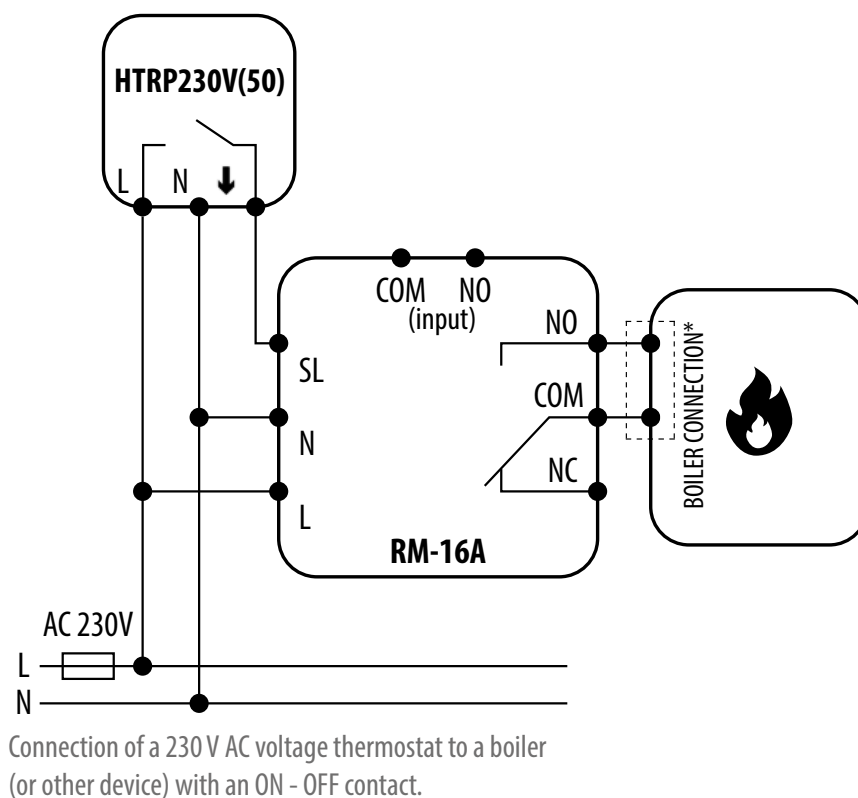 HTRP230V(50)
L N
COM NO
(input)
NO
SL
COM
N
NC
L
RM-16A
BOILER CONNECTION*
AC 230V
L
N
Connection of a 230 V AC voltage thermostat to a boiler
(or other device) with an ON - OFF contact.